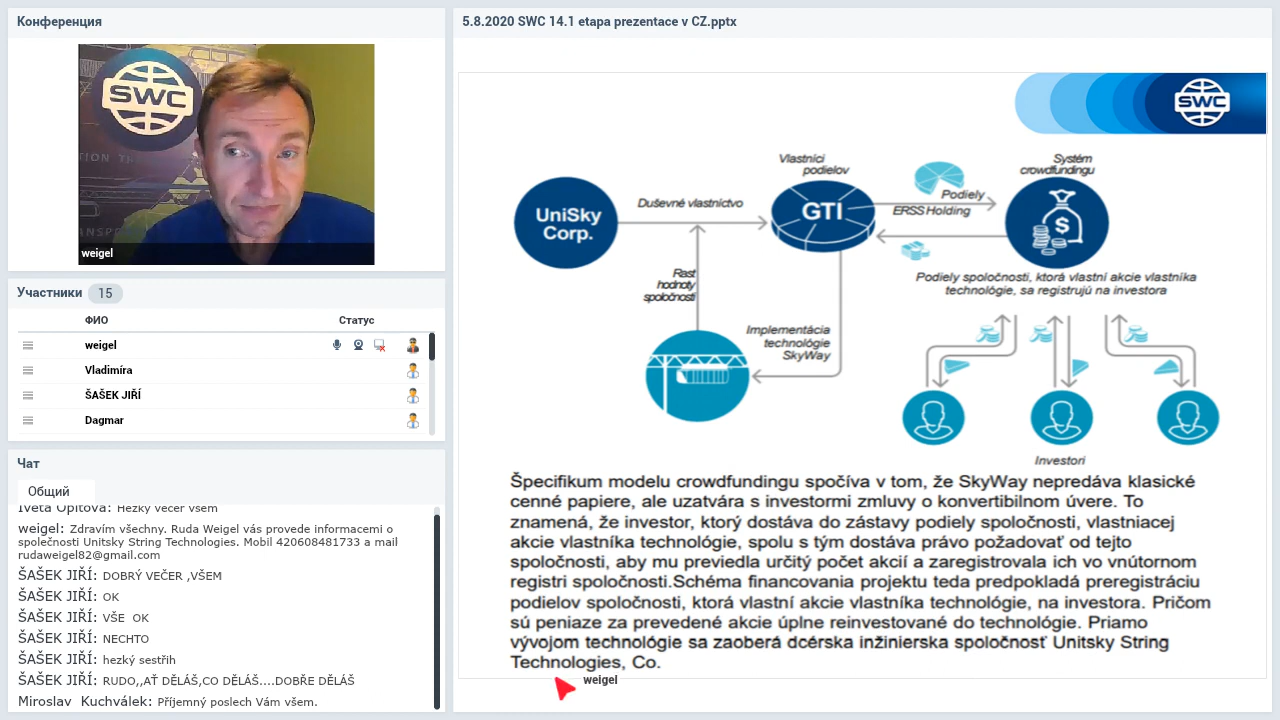 Конференция
SWC
weigel
Участники 15
ФИО Статус
weigel
Vladimíra
ŠAŠEK JIŘÍ
Dagmar
Чат
Общий
Iveta Opltova: Hezký večer všem
weigel: Zdravím všechny. Ruda Weigel vás provede informacemi o
společnosti Unitsky String Technologies. Mobil 420608481733 a mail
rudaweigel82@gmail.com
ŠAŠEK JIŘÍ: DOBRÝ VEČER ,VŠEM
ŠAŠEK JIŘÍ: OK
ŠAŠEK JIŘÍ: VŠE OK
ŠAŠEK JIŘÍ: NECHTO
ŠAŠEK JIŘÍ: hezký sestřih
ŠAŠEK JIŘÍ: RUDO,,AŤ DĚLÁŠ,CO DĚLÁŠ....DOBŘE DĚLÁŠ
Miroslav Kuchválek: Příjemný poslech Vám všem.
5.8.2020 SWC 14.1 etapa prezentace v CZ.pptx
SWC
UniSky
Corp.
Duševné vlastníctvo
Vlastníci
podielov
GTI
Podiely
ERSS Holding
Systém
crowdfundingu
$
Podiely spoločnosti, ktorá vlastní akcie vlastníka
technológie, sa registrujú na investora
Rast
hodnoty
spoločnosti
Implementácia
technológie
SkyWay
Investori
Špecifikum modelu crowdfundingu spočíva v tom, že SkyWay nepredáva klasické
cenné papiere, ale uzatvára s investormi zmluvy o konvertibilnom úvere. To
znamená, že investor, ktorý dostáva do zástavy podiely spoločnosti, vlastniacej
akcie vlastníka technológie, spolu s tým dostáva právo požadovať od tejto
spoločnosti, aby mu previedla určitý počet akcií a zaregistrovala ich vo vnútornom
registri spoločnosti.Schéma financovania projektu teda predpokladá preregistráciu
podielov spoločnosti, ktorá vlastní akcie vlastníka technológie, na investora. Pričom
sú peniaze za prevedené akcie úplne reinvestované do technológie. Priamo
vývojom technológie sa zaoberá dcérska inžinierska spoločnosť Unitsky String
Technologies, Co.
weigel